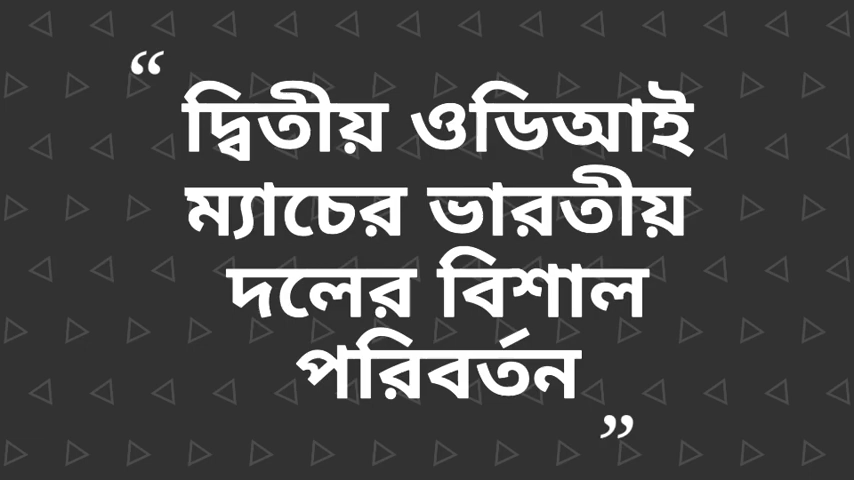 “
দ্বিতীয় ওডিআই
ম্যাচের ভারতীয়
দলের বিশাল
পরিবর্তন
”